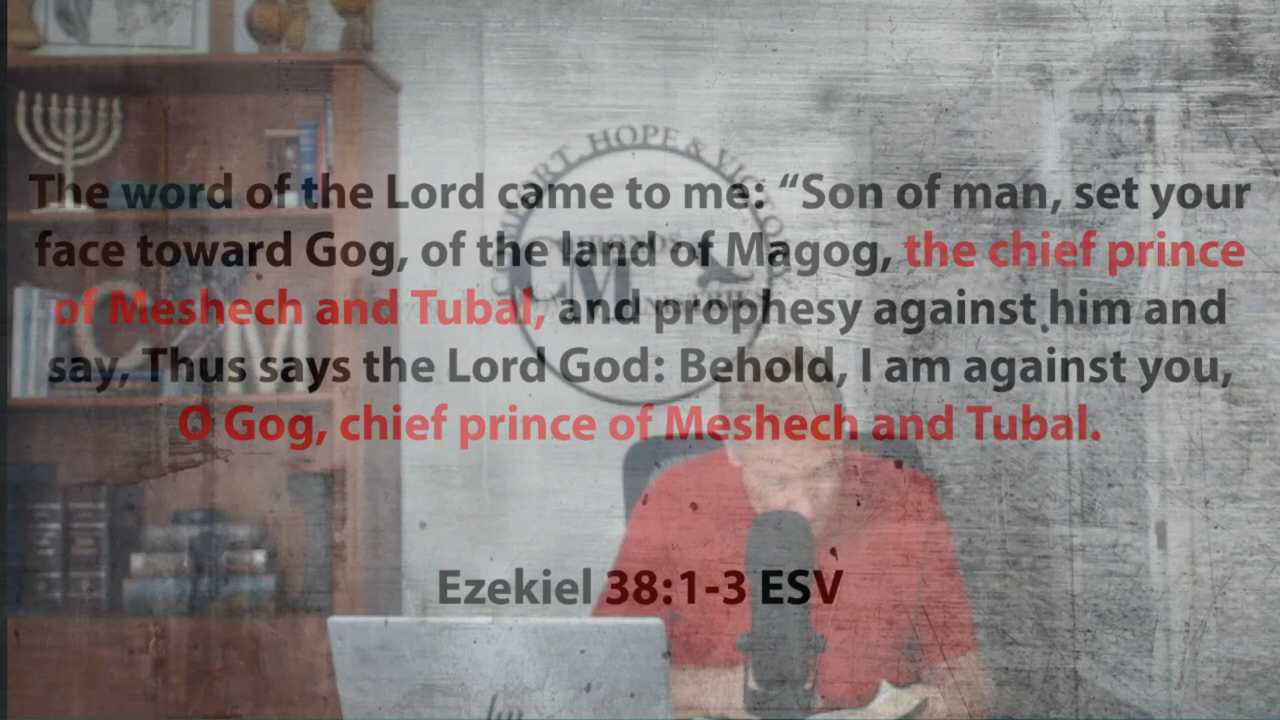 The word of the Lord came to me: “Son of man, set your
face toward Gog, of the land of Magog, the chief prince
of Meshech and Tubal, and prophesy against him and
say, Thus says the Lord God: Behold, I am against you,
O Gog, chief prince of Meshech and Tubal.
Ezekiel 38:1-3 ESV
HOPE &
M
C M
hp